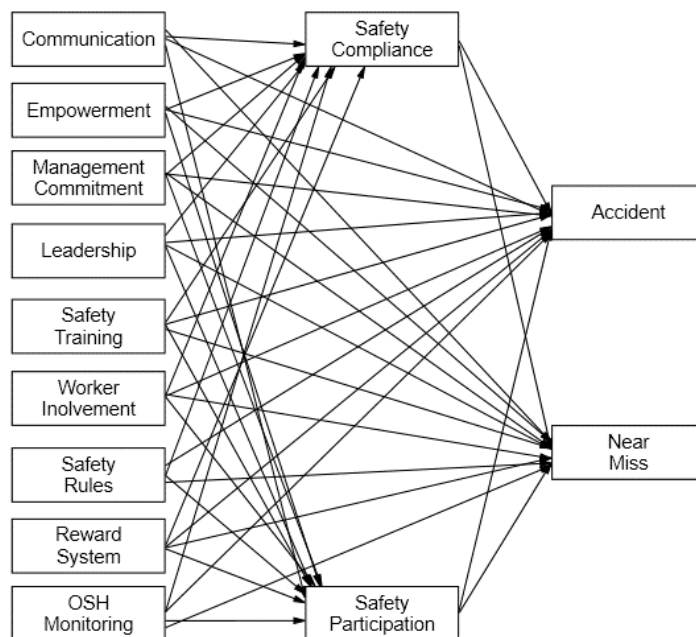 Communication
Empowerment
Management
Commitment
Leadership
Safety
Training
Worker
Inolvement
Safety
Rules
Reward
System
OSH
Monitoring
Safety
Compliance
Safety
Participation
Accident
Near
Miss